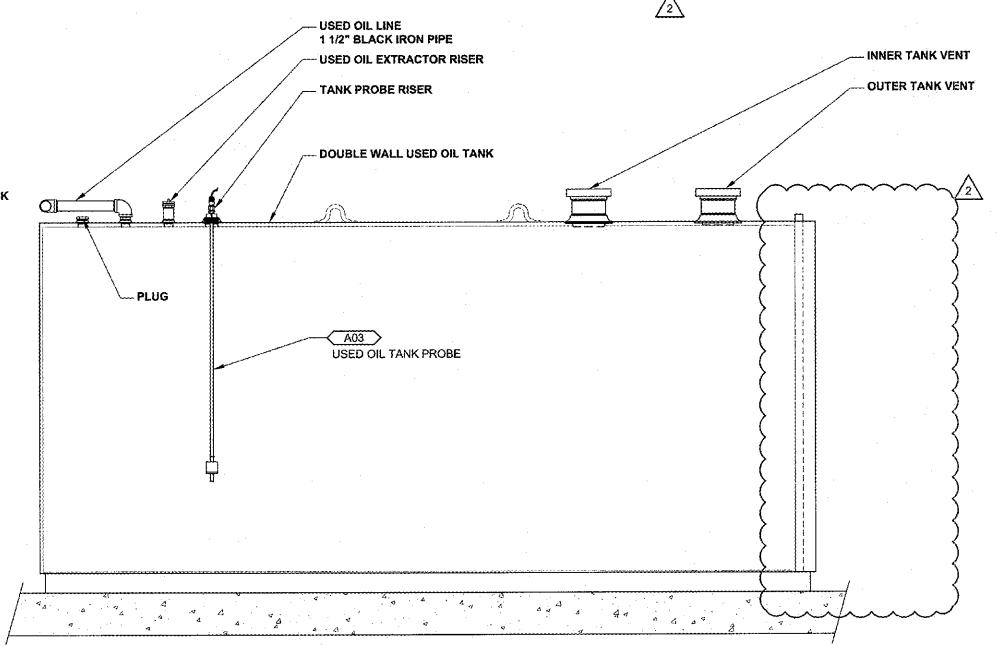 2
USED OIL LINE
1 1/2" BLACK IRON PIPE
USED OIL EXTRACTOR RISER
TANK PROBE RISER
DOUBLE WALL USED OIL TANK
INNER TANK VENT
OUTER TANK VENT
K
2
PLUG
A03
USED OIL TANK PROBE